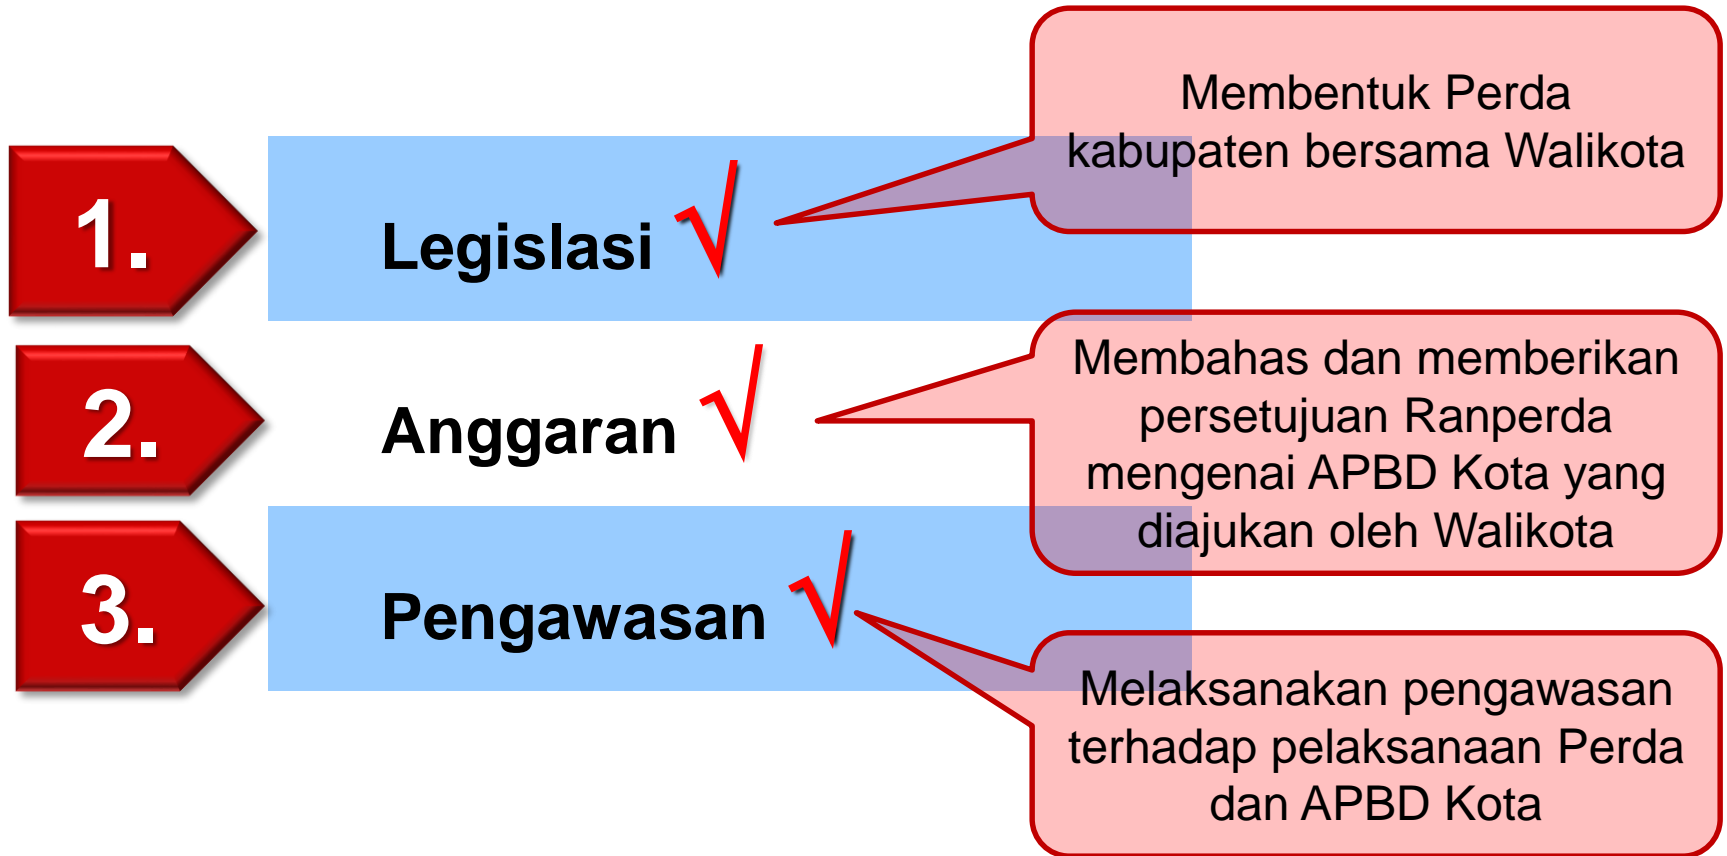 1.
Legislasi √
Membentuk Perda
kabupaten bersama Walikota
2.
Anggaran √
Membahas dan memberikan
persetujuan Ranperda
mengenai APBD Kota yang
diajukan oleh Walikota
3.
Pengawasan √
Melaksanakan pengawasan
terhadap pelaksanaan Perda
dan APBD Kota